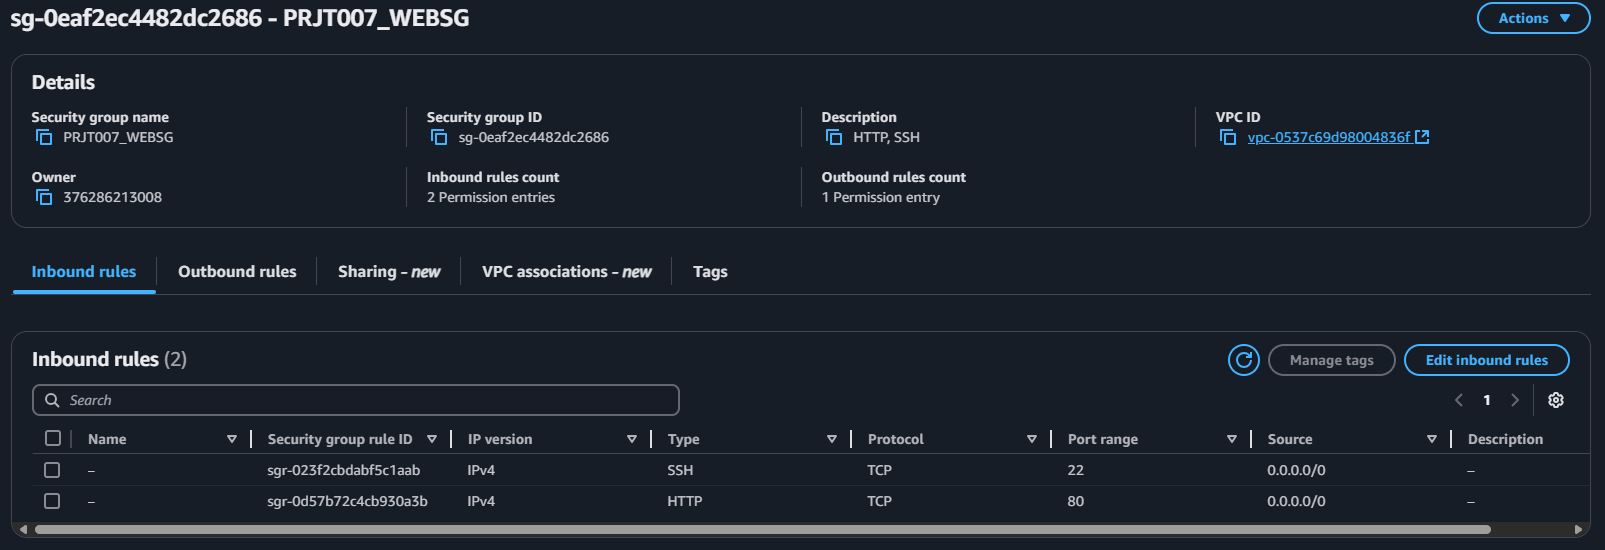 sg-0eaf2ec4482dc2686 - PRJT007_WEBSG
Actions
Details
Security group name
PRJT007_WEBSG
Security group ID
sg-0eaf2ec4482dc2686
Description
HTTP, SSH
VPC ID
vpc-0537c69d98004836f
Owner
376286213008
Inbound rules count
2 Permission entries
Outbound rules count
1 Permission entry
Inbound rules Outbound rules Sharing - new VPC associations - new Tags
Inbound rules (2)
Manage tags Edit inbound rules
Search
1
Name Security group rule ID IP version Type Protocol Port range Source Description
– sgr-023f2cbdabf5c1aab IPv4 SSH TCP 22 0.0.0.0/0 –
– sgr-0d57b72c4cb930a3b IPv4 HTTP TCP 80 0.0.0.0/0 –